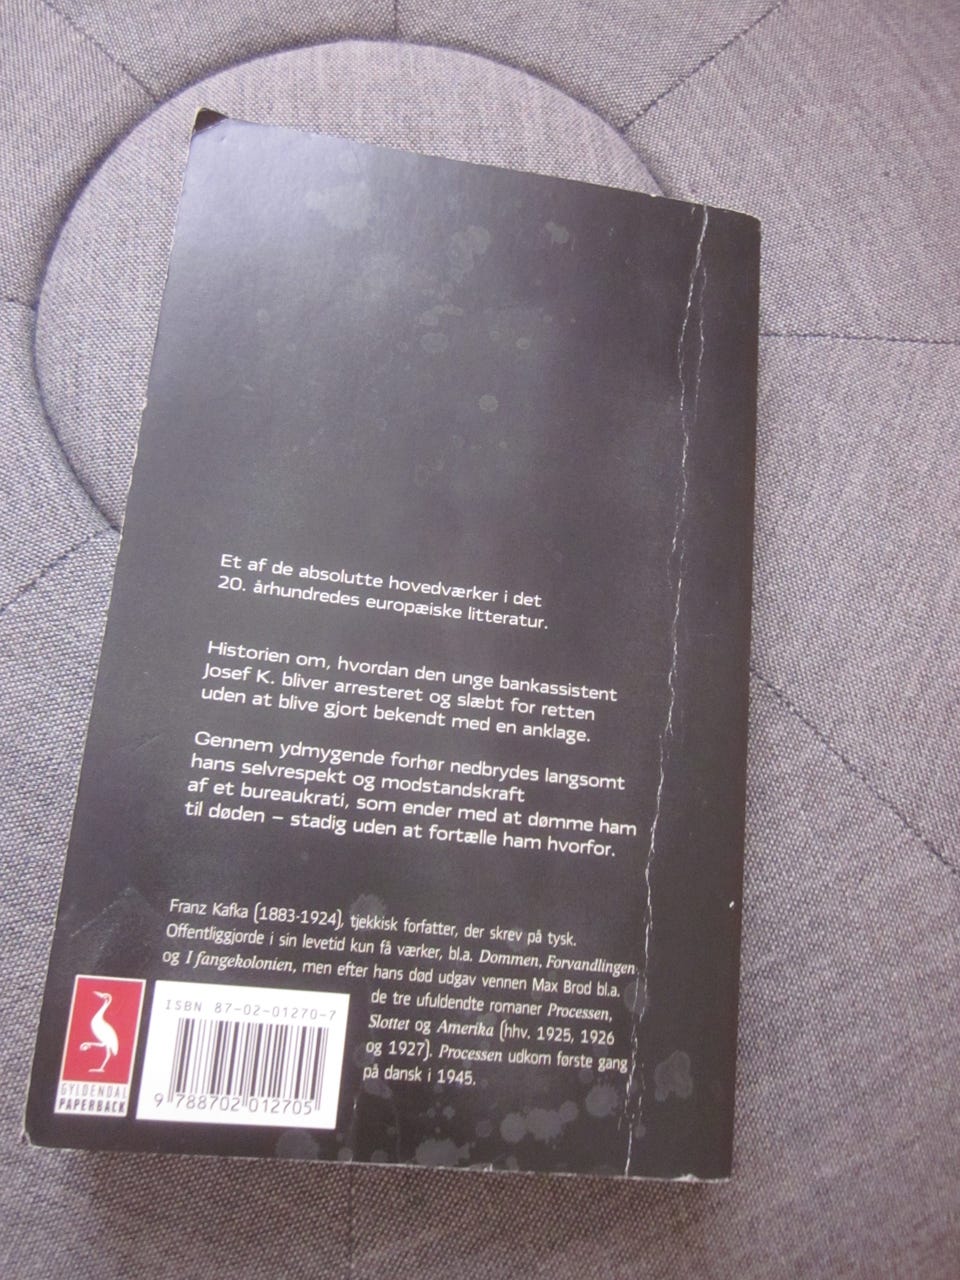 Et af de absolutte hovedværker i det
20. århundredes europæiske litteratur.
Historien om, hvordan den unge bankassistent
Josef K. bliver arresteret og slæbt for retten
uden at blive gjort bekendt med en anklage.
Gennem ydmygende forhør nedbrydes langsomt
hans selvrespekt og modstandskraft
af et bureaukrati, som ender med at dømme ham
til døden – stadig uden at fortælle ham hvorfor.
Franz Kafka (1883-1924), tjekkisk forfatter, der skrev på tysk.
Offentliggjorde i sin levetid kun få værker, bl.a. Dommen, Forvandlingen
og I fangekolonien, men efter hans død udgav vennen Max Brod bl.a.
de tre ufuldendte romaner Processen,
Slottet og Amerika (hhv. 1925, 1926
og 1927). Processen udkom første gang
på dansk i 1945.
ISBN 87-02-01270-7
9 788702 012705
GYLDENDAL
PAPERBACK